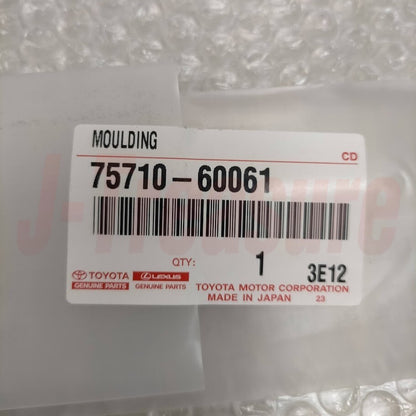 MOULDING
CD
75710-60061
J-Treasure
QTY: 1 3E12
TOYOTA LEXUS
GENUINE PARTS GENUINE PARTS
TOYOTA MOTOR CORPORATION
MADE IN JAPAN 23